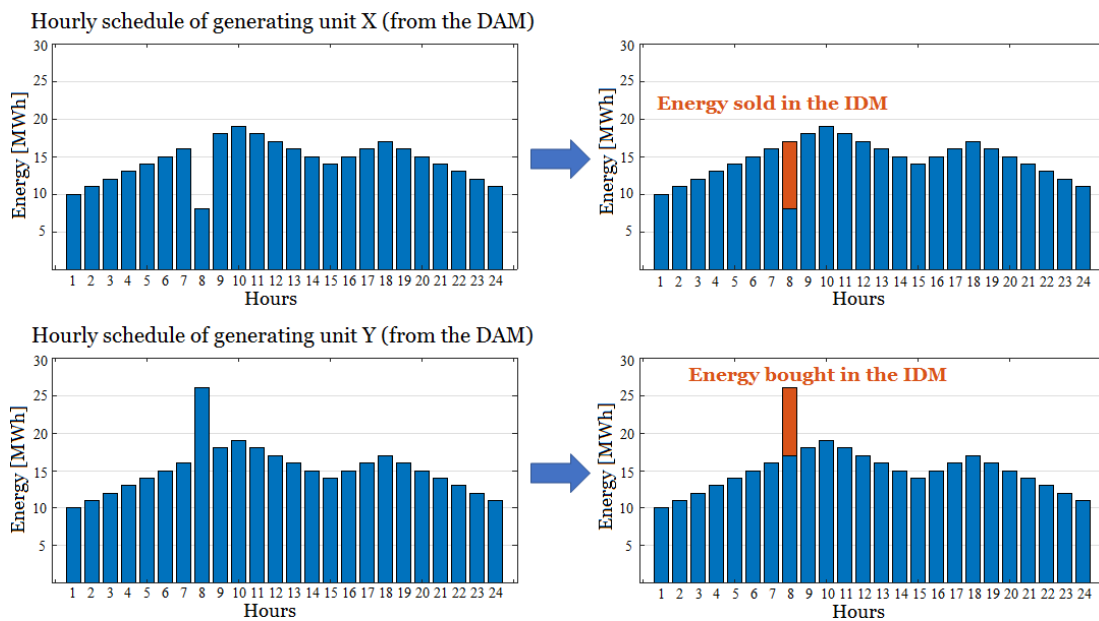 Hourly schedule of generating unit X (from the DAM)
Energy [MWh]
30
25
20
15
10
5
1 2 3 4 5 6 7 8 9 10 11 12 13 14 15 16 17 18 19 20 21 22 23 24
Hours
Energy sold in the IDM
Energy [MWh]
30
25
20
15
10
5
1 2 3 4 5 6 7 8 9 10 11 12 13 14 15 16 17 18 19 20 21 22 23 24
Hours
Hourly schedule of generating unit Y (from the DAM)
Energy [MWh]
30
25
20
15
10
5
1 2 3 4 5 6 7 8 9 10 11 12 13 14 15 16 17 18 19 20 21 22 23 24
Hours
Energy bought in the IDM
Energy [MWh]
30
25
20
15
10
5
1 2 3 4 5 6 7 8 9 10 11 12 13 14 15 16 17 18 19 20 21 22 23 24
Hours